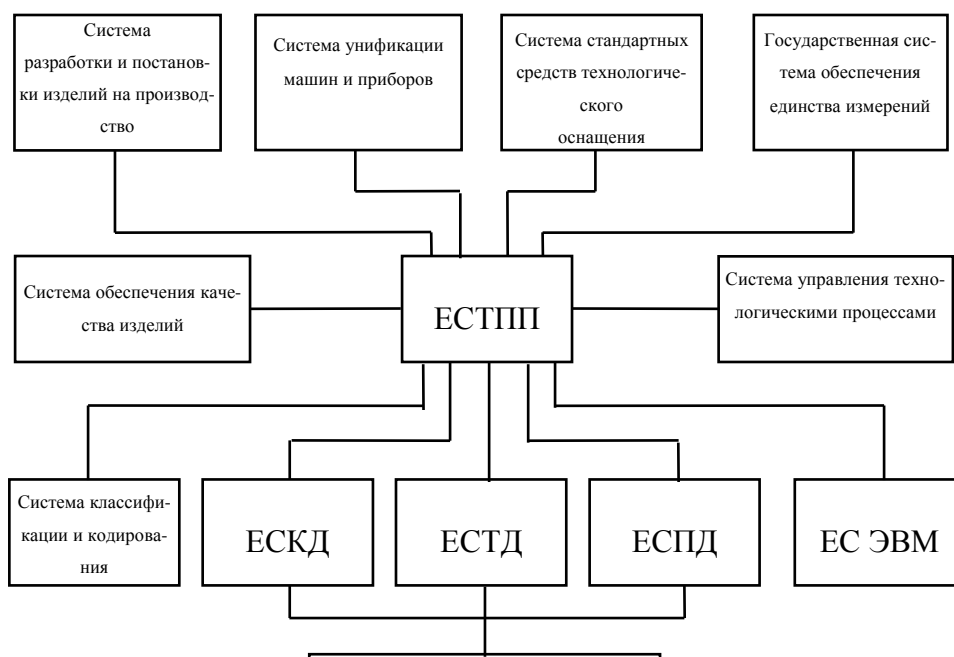 Система
разработки и постанов-
ки изделий на производ-
ство
Система унификации
машин и приборов
Система стандартных
средств технологиче-
ского
оснащения
Государственная сис-
тема обеспечения
единства измерений
Система обеспечения каче-
ства изделий
ЕСТПП
Система управления техно-
логическими процессами
Система классифи-
кации и кодирова-
ния
ЕСКД
ЕСТД
ЕСПД
ЕС ЭВМ